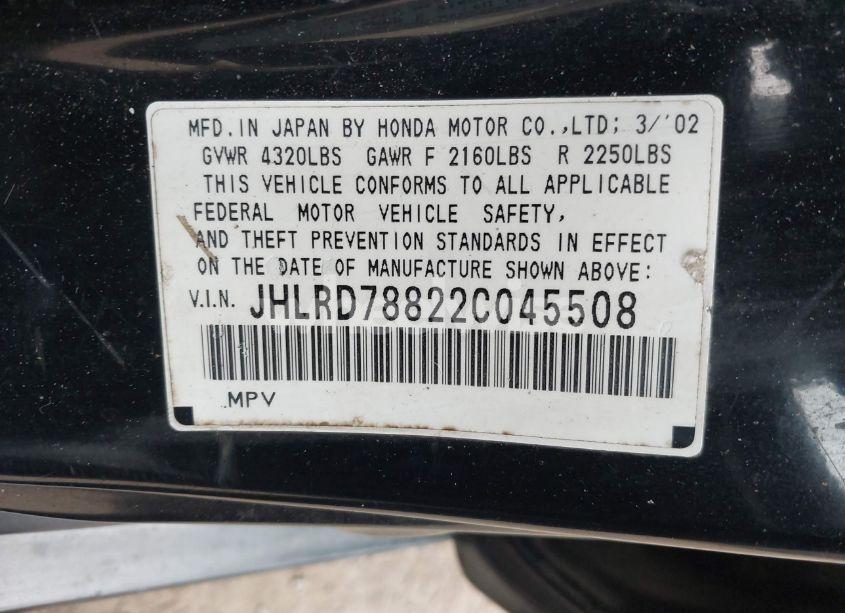 MFD. IN JAPAN BY HONDA MOTOR CO.,LTD; 3/'02
GVWR 4320LBS GAWR F 2160LBS R 2250LBS
THIS VEHICLE CONFORMS TO ALL APPLICABLE
FEDERAL MOTOR VEHICLE SAFETY,
AND THEFT PREVENTION STANDARDS IN EFFECT
ON THE DATE OF MANUFACTURE SHOWN ABOVE:
V.I.N. JHLRD78822C045508
MPV